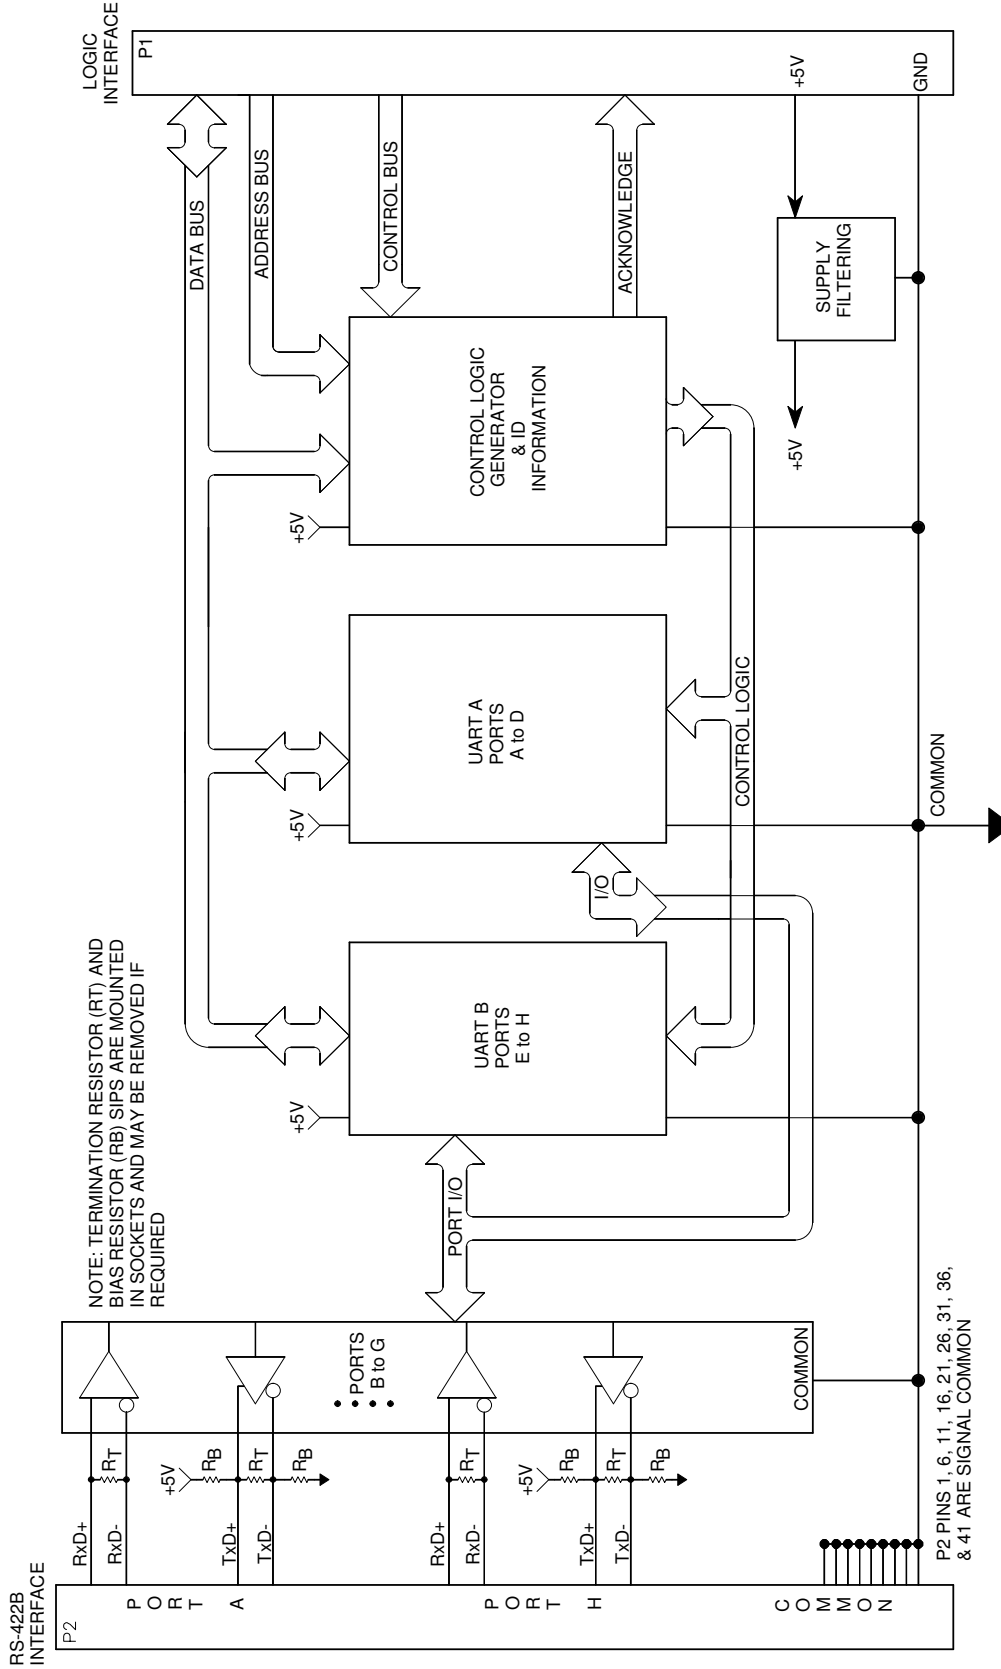 RS-422B
INTERFACE
P2
P O R T A
P O R T H
C O M M O N
RxD+
RxD-
TxD+
TxD-
RxD+
RxD-
TxD+
TxD-
RT
+5V
RB
RT
RB
RT
+5V
RB
RT
RB
PORTS
B to G
COMMON
P2 PINS 1, 6, 11, 16, 21, 26, 31, 36,
& 41 ARE SIGNAL COMMON
NOTE: TERMINATION RESISTOR (RT) AND
BIAS RESISTOR (RB) SIPS ARE MOUNTED
IN SOCKETS AND MAY BE REMOVED IF
REQUIRED
PORT I/O
+5V
UART B
PORTS
E to H
I/O
+5V
UART A
PORTS
A to D
CONTROL LOGIC
COMMON
+5V
CONTROL LOGIC
GENERATOR
& ID
INFORMATION
+5V
SUPPLY
FILTERING
DATA BUS
ADDRESS BUS
CONTROL BUS
ACKNOWLEDGE
LOGIC
INTERFACE
P1
+5V
GND